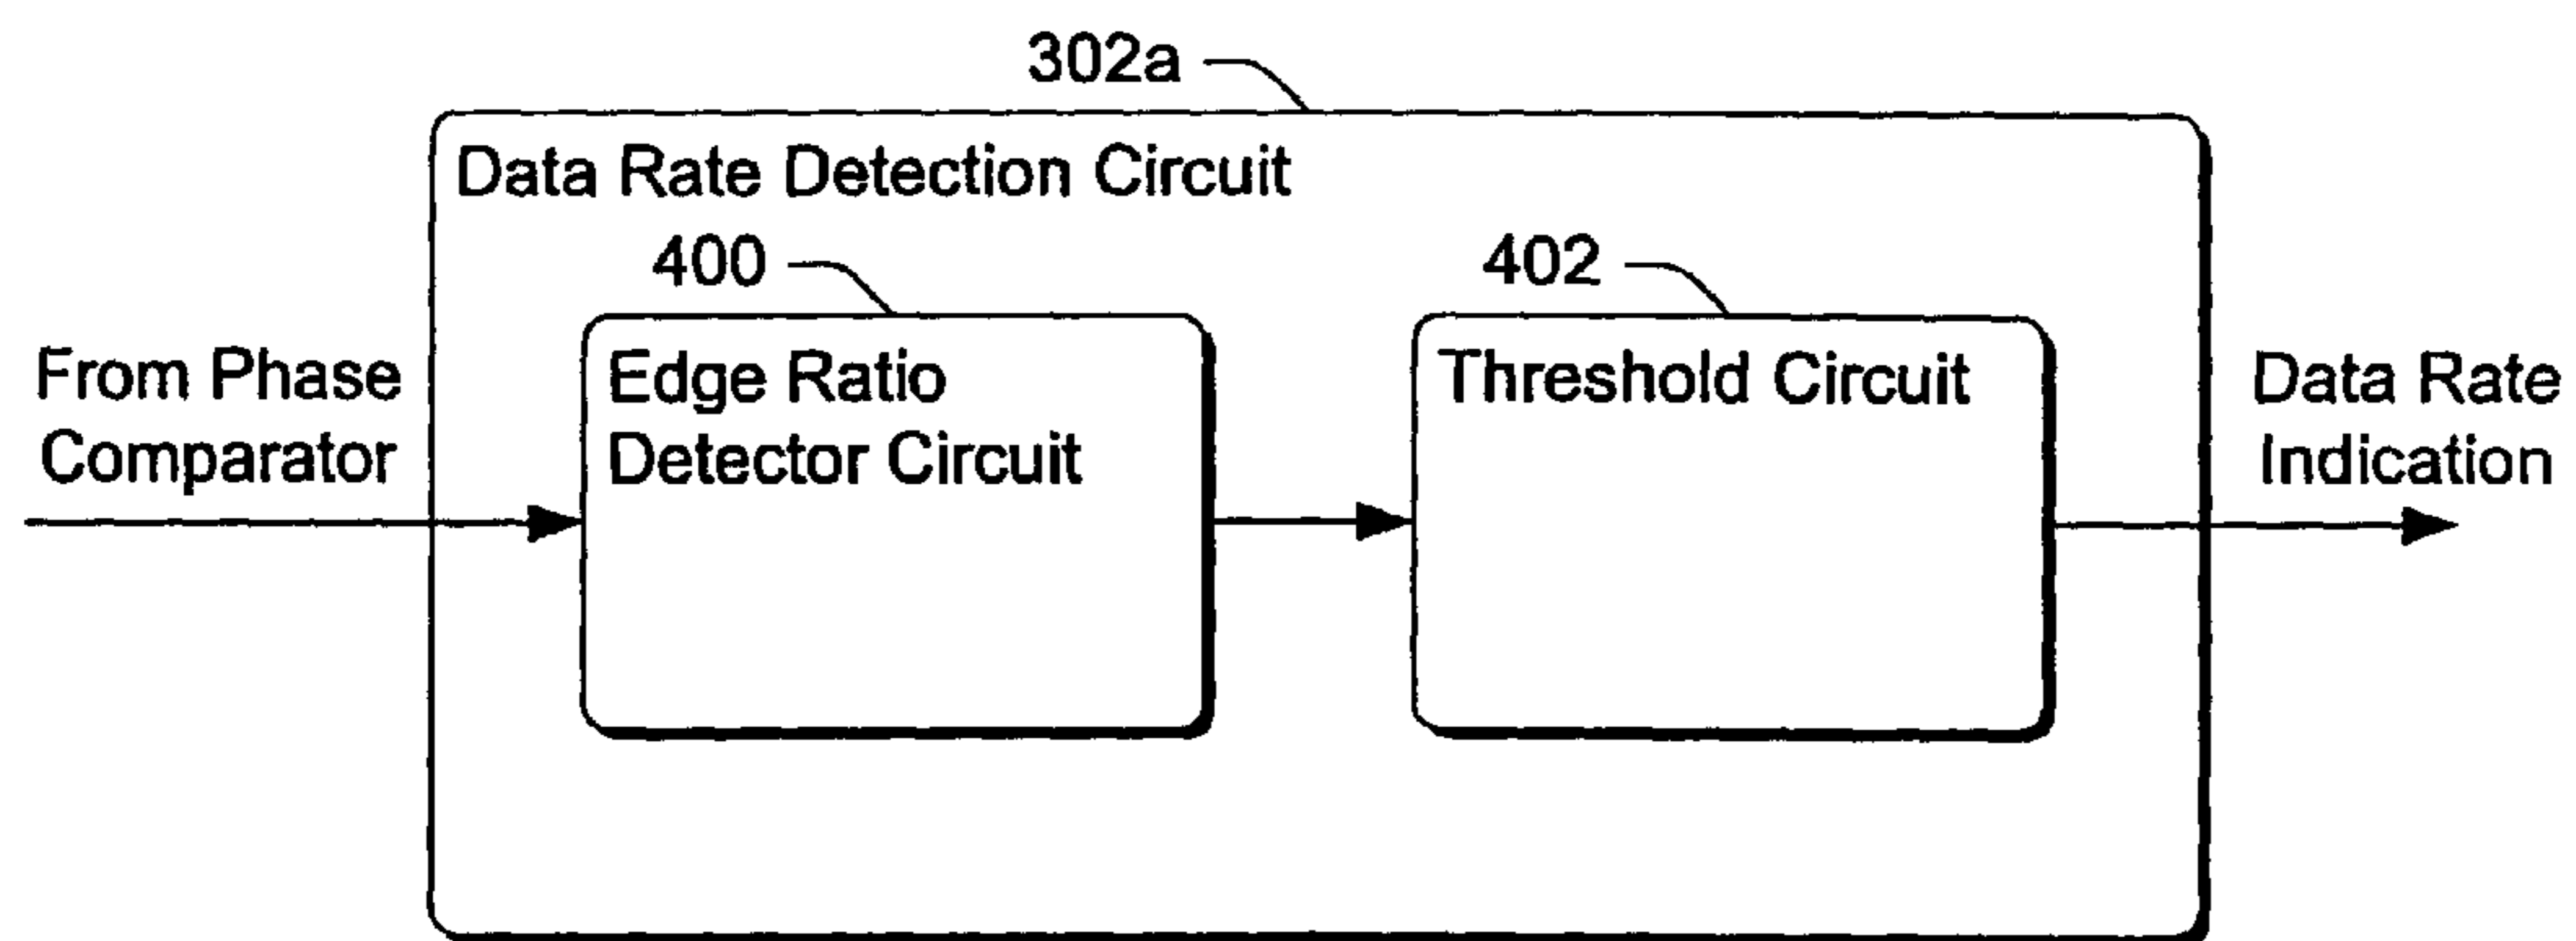 302a
Data Rate Detection Circuit
400
402
From Phase
Comparator
Edge Ratio
Detector Circuit
Threshold Circuit
Data Rate
Indication